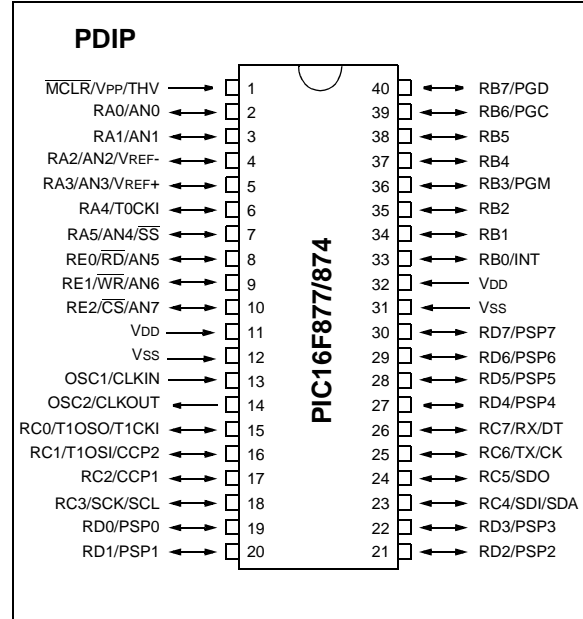 PDIP
MCLR/VPP/THV 1 40 RB7/PGD
RA0/AN0 2 39 RB6/PGC
RA1/AN1 3 38 RB5
RA2/AN2/VREF- 4 37 RB4
RA3/AN3/VREF+ 5 36 RB3/PGM
RA4/T0CKI 6 35 RB2
RA5/AN4/SS 7 34 RB1
RE0/RD/AN5 8 33 RB0/INT
RE1/WR/AN6 9 32 VDD
RE2/CS/AN7 10 31 VSS
VDD 11 30 RD7/PSP7
VSS 12 29 RD6/PSP6
OSC1/CLKIN 13 28 RD5/PSP5
OSC2/CLKOUT 14 27 RD4/PSP4
RC0/T1OSO/T1CKI 15 26 RC7/RX/DT
RC1/T1OSI/CCP2 16 25 RC6/TX/CK
RC2/CCP1 17 24 RC5/SDO
RC3/SCK/SCL 18 23 RC4/SDI/SDA
RD0/PSP0 19 22 RD3/PSP3
RD1/PSP1 20 21 RD2/PSP2
PIC16F877/874